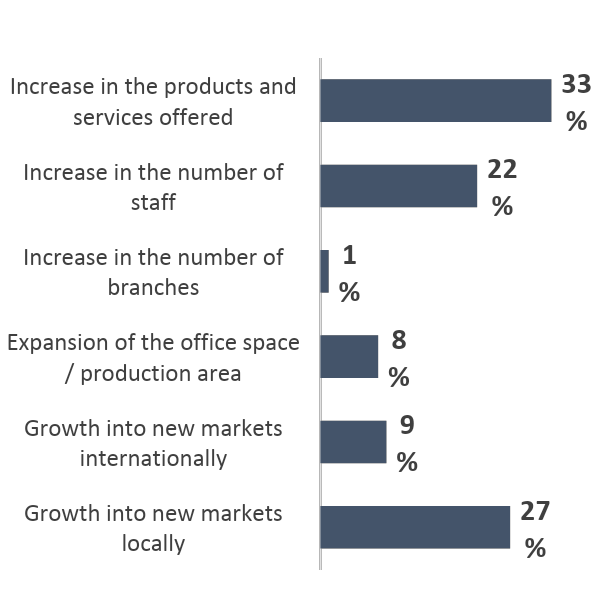 Increase in the products and
services offered
33
%
Increase in the number of
staff
22
%
Increase in the number of
branches
1
%
Expansion of the office space
/ production area
8
%
Growth into new markets
internationally
9
%
Growth into new markets
locally
27
%